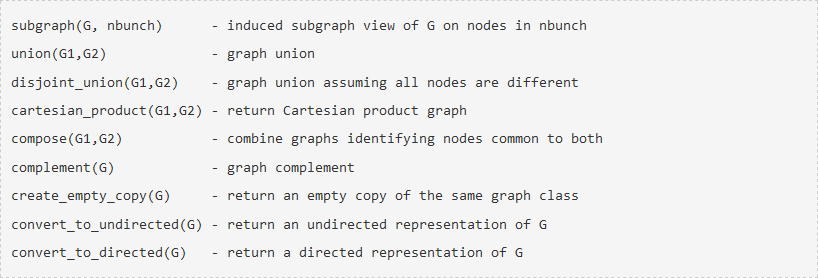 subgraph(G, nbunch)      - induced subgraph view of G on nodes in nbunch
union(G1,G2)             - graph union
disjoint_union(G1,G2)    - graph union assuming all nodes are different
cartesian_product(G1,G2) - return Cartesian product graph
compose(G1,G2)           - combine graphs identifying nodes common to both
complement(G)            - graph complement
create_empty_copy(G)     - return an empty copy of the same graph class
convert_to_undirected(G) - return an undirected representation of G
convert_to_directed(G)   - return a directed representation of G